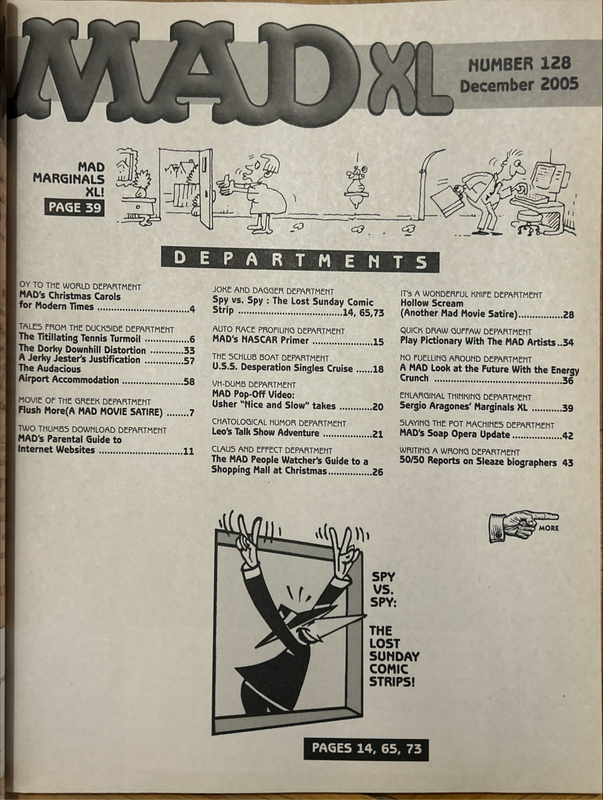 MAD XL
NUMBER 128
December 2005
MAD
MARGINALS
XL!
PAGE 39
DEPARTMENTS
OY TO THE WORLD DEPARTMENT
MAD's Christmas Carols
for Modern Times ........................4
TALES FROM THE DUCKSIDE DEPARTMENT
The Titillating Tennis Turmoil ............6
The Dorky Downhill Distortion ..........33
A Jerky Jester's Justification ............57
The Audacious
Airport Accommodation ..................58
MOVIE OF THE GREEK DEPARTMENT
Flush More(A MAD MOVIE SATIRE) ......7
TWO THUMBS DOWNLOAD DEPARTMENT
MAD's Parental Guide to
Internet Websites ........................11
JOKE AND DAGGER DEPARTMENT
Spy vs. Spy : The Lost Sunday Comic
Strip ..............................14, 65,73
AUTO RACE PROFILING DEPARTMENT
MAD's NASCAR Primer ....................15
THE SCHLUB BOAT DEPARTMENT
U.S.S. Desperation Singles Cruise .....18
VH-DUMB DEPARTMENT
MAD Pop-Off Video:
Usher "Nice and Slow" takes ...........20
CHATOLOGICAL HUMOR DEPARTMENT
Leo's Talk Show Adventure .............21
CLAUS AND EFFECT DEPARTMENT
The MAD People Watcher's Guide to a
Shopping Mall at Christmas..............26
IT'S A WONDERFUL KNIFE DEPARTMENT
Hollow Scream
(Another Mad Movie Satire)..............28
QUICK DRAW GUFFAW DEPARTMENT
Play Pictionary With The MAD Artists ..34
NO FUELLING AROUND DEPARTMENT
A MAD Look at the Future With the Energy
Crunch ....................................36
ENLARGINAL THINKING DEPARTMENT
Sergio Aragones' Marginals XL ..........39
SLAYING THE POT MACHINES DEPARTMENT
MAD's Soap Opera Update ...............42
WRITING A WRONG DEPARTMENT
50/50 Reports on Sleaze biographers 43
MORE
SPY
VS.
SPY:
THE
LOST
SUNDAY
COMIC
STRIPS!
PAGES 14, 65, 73